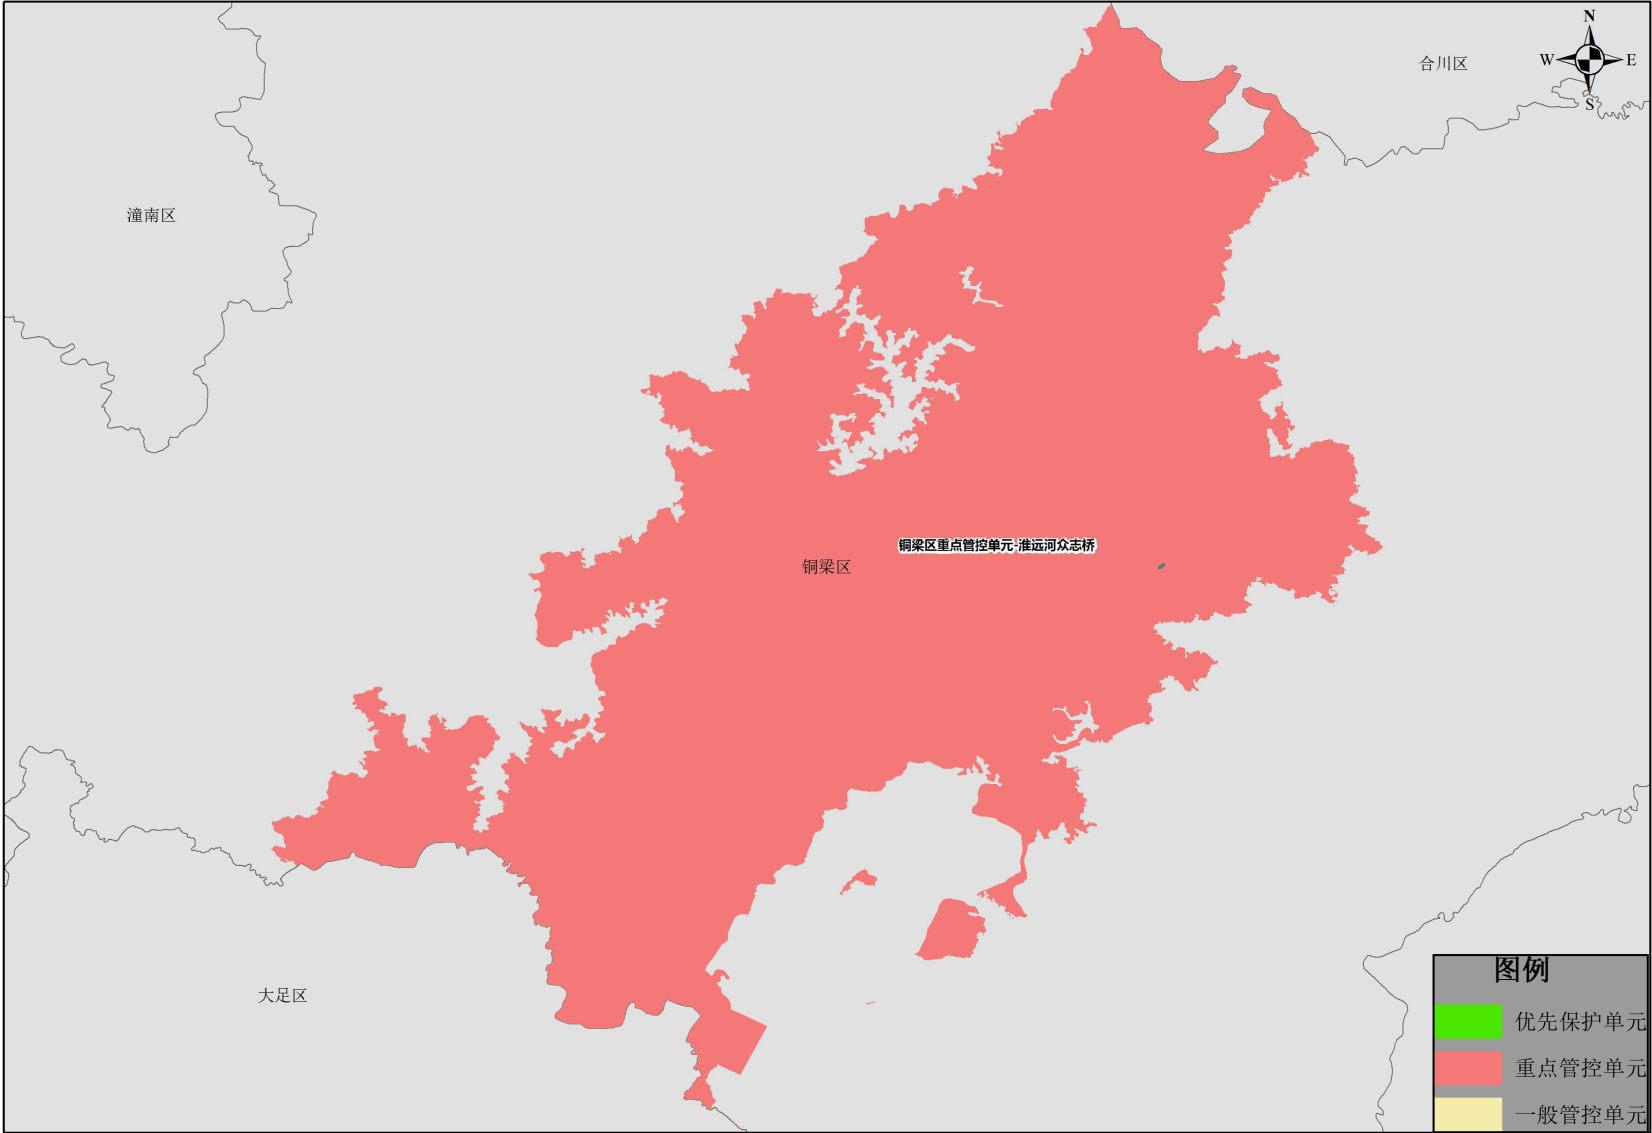 N
合川区
W
E
S
潼南区
铜梁区重点管控单元-淮远河众志桥
铜梁区
大足区
图例
优先保护单元
重点管控单元
一般管控单元